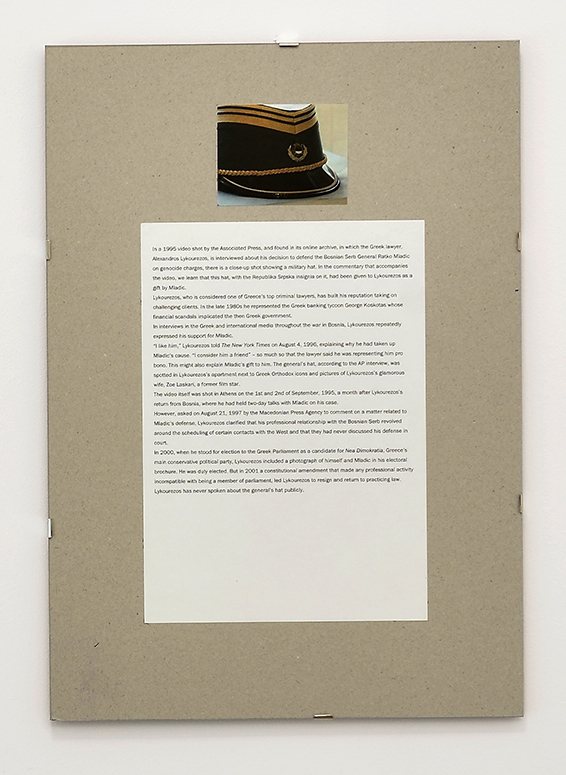 In a 1995 video shot by the Associated Press, and found in its online archive, in which the Greek lawyer,
Alexandros Lykourezos, is interviewed about his decision to defend the Bosnian Serb General Ratko Mladic
on genocide charges, there is a close-up shot showing a military hat. In the commentary that accompanies
the video, we learn that this hat, with the Republika Srpska insignia on it, had been given to Lykourezos as a
gift by Mladic.
Lykourezos, who is considered one of Greece's top criminal lawyers, has built his reputation taking on
challenging clients. In the late 1980s he represented the Greek banking tycoon George Koskotas whose
financial scandals implicated the then Greek government.
In interviews in the Greek and international media throughout the war in Bosnia, Lykourezos repeatedly
expressed his support for Mladic.
"I like him," Lykourezos told The New York Times on August 4, 1996, explaining why he had taken up
Mladic's cause. "I consider him a friend" – so much so that the lawyer said he was representing him pro
bono. This might also explain Mladic's gift to him. The general's hat, according to the AP interview, was
spotted in Lykourezos's apartment next to Greek Orthodox icons and pictures of Lykourezos's glamorous
wife, Zoe Laskari, a former film star.
The video itself was shot in Athens on the 1st and 2nd of September, 1995, a month after Lykourezos's
return from Bosnia, where he had held two-day talks with Mladic on his case.
However, asked on August 21, 1997 by the Macedonian Press Agency to comment on a matter related to
Mladic's defense, Lykourezos clarified that his professional relationship with the Bosnian Serb revolved
around the scheduling of certain contacts with the West and that they had never discussed his defense in
court.
In 2000, when he stood for election to the Greek Parliament as a candidate for Nea Dimokratia, Greece's
main conservative political party, Lykourezos included a photograph of himself and Mladic in his electoral
brochure. He was duly elected. But in 2001 a constitutional amendment that made any professional activity
incompatible with being a member of parliament, led Lykourezos to resign and return to practicing law.
Lykourezos has never spoken about the general's hat publicly.